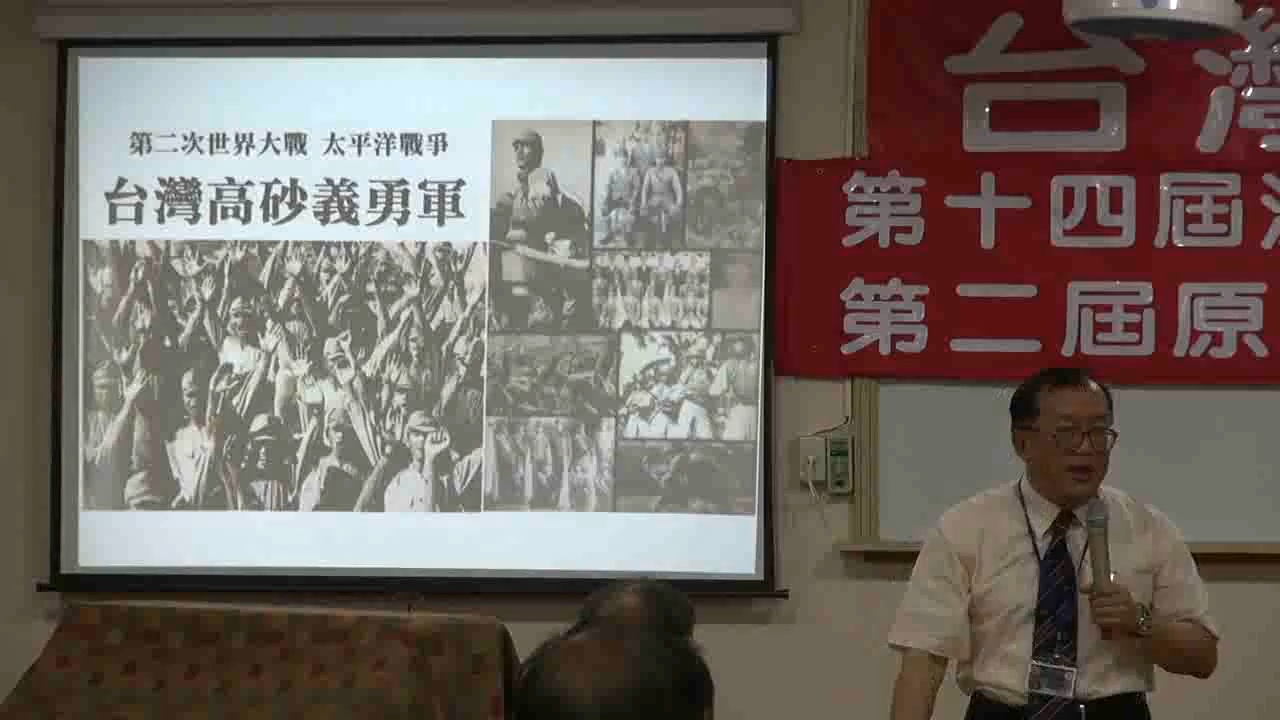 第二次世界大戰 太平洋戰爭
台灣高砂義勇軍
台灣
第十四屆
第二屆原